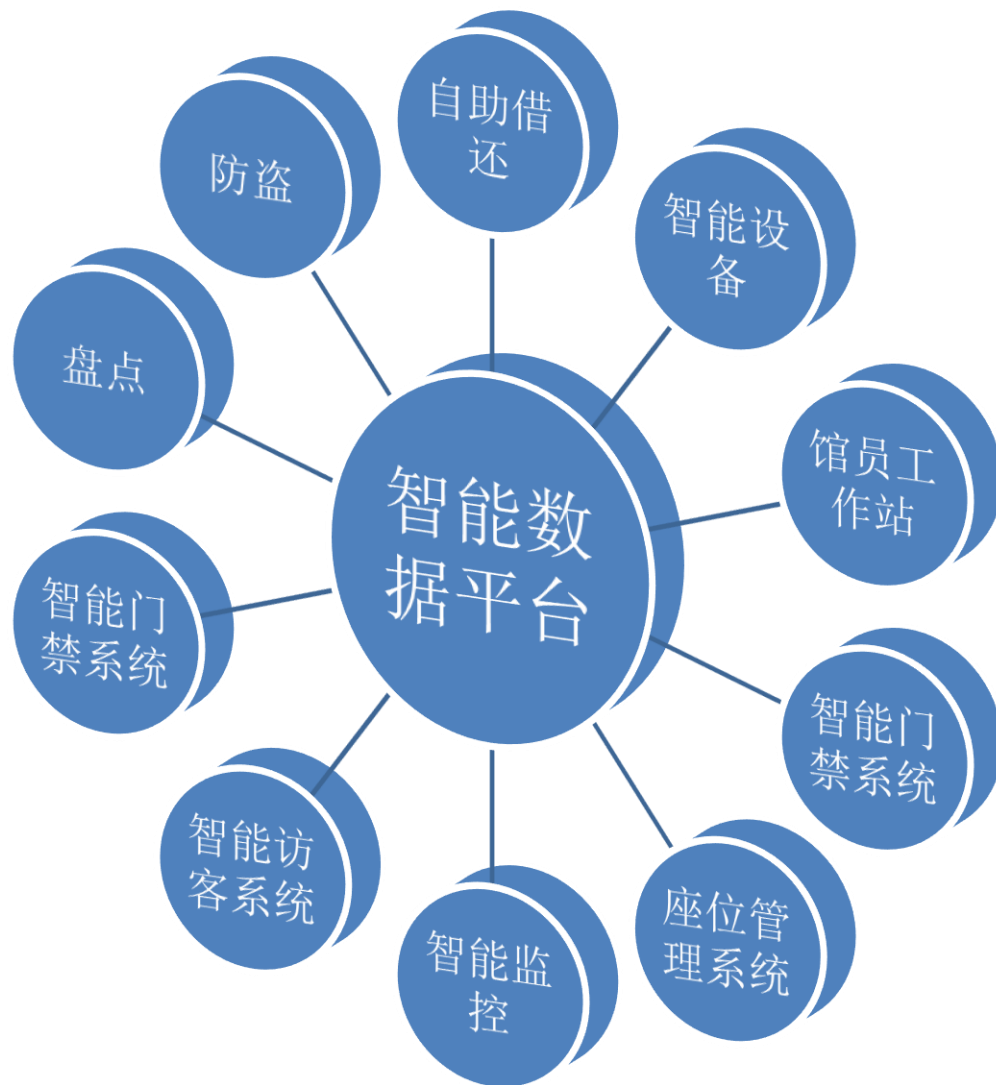 自助借
还
智能设
备
馆员工
作站
智能门
禁系统
座位管
理系统
智能监
控
智能访
客系统
智能门
禁系统
盘点
防盗
智能数
据平台